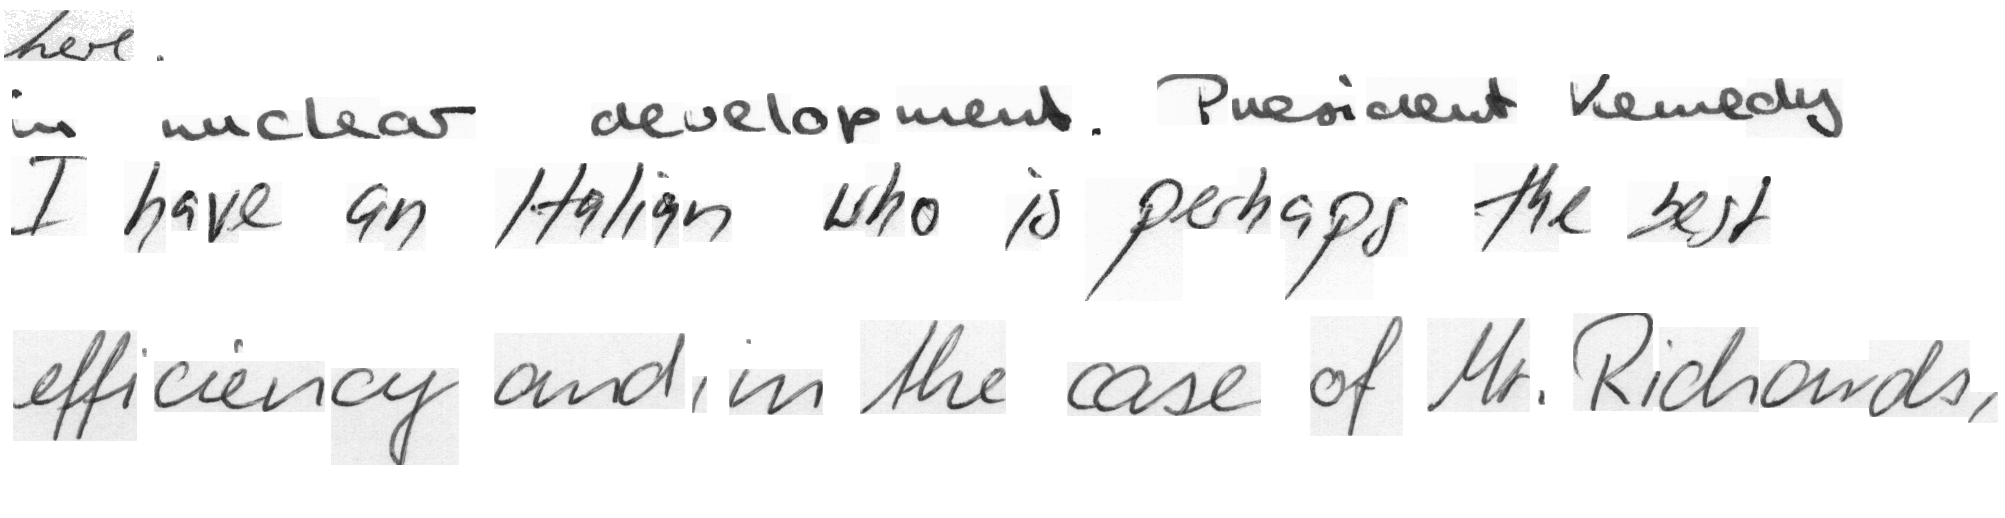 here.
in nuclear development. President Kennedy
I have an Italian who is perhaps the best
efficiency and, in the case of Mr. Richards,